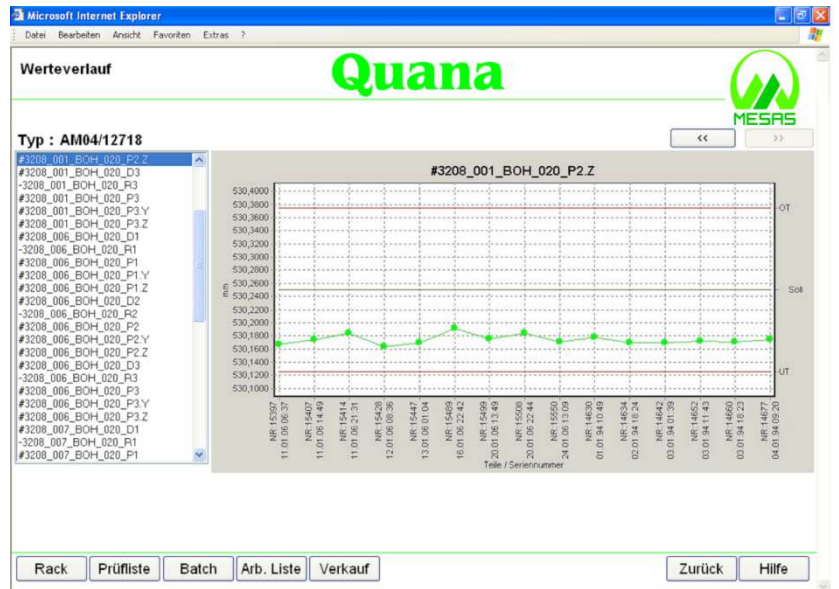 Microsoft Internet Explorer
Datei Bearbeiten Ansicht Favoriten Extras ?
Werteverlauf
Quana
MESAS
Typ : AM04/12718
<< >>
#3208_001_BOH_020_P2.Z
#3208_001_BOH_020_D3
-3208_001_BOH_020_R3
#3208_001_BOH_020_P3
#3208_001_BOH_020_P3.Y
#3208_001_BOH_020_P3.Z
#3208_006_BOH_020_D1
-3208_006_BOH_020_R1
#3208_006_BOH_020_P1
#3208_006_BOH_020_P1.Y
#3208_006_BOH_020_P1.Z
#3208_006_BOH_020_D2
-3208_006_BOH_020_R2
#3208_006_BOH_020_P2
#3208_006_BOH_020_P2.Y
#3208_006_BOH_020_P2.Z
#3208_006_BOH_020_D3
-3208_006_BOH_020_R3
#3208_006_BOH_020_P3
#3208_006_BOH_020_P3.Y
#3208_006_BOH_020_P3.Z
#3208_007_BOH_020_D1
-3208_007_BOH_020_R1
#3208_007_BOH_020_P1
#3208_001_BOH_020_P2.Z
530,4000
530,3800
530,3600
530,3400
530,3200
530,3000
530,2800
530,2600
530,2400
530,2200
530,2000
530,1800
530,1600
530,1400
530,1200
530,1000
mm
OT
Soll
UT
NR:15397
11.01.06 06:37
NR:15407
11.01.06 14:49
NR:15414
11.01.06 21:31
NR:15428
12.01.06 08:36
NR:15447
13.01.06 01:04
NR:15489
16.01.06 22:42
NR:15499
20.01.06 13:49
NR:15508
20.01.06 22:44
NR:15550
24.01.06 13:09
NR:14630
01.01.94 10:49
NR:14634
02.01.94 18:24
NR:14642
03.01.94 01:39
NR:14652
03.01.94 11:43
NR:14660
03.01.94 18:23
NR:14677
04.01.94 09:20
Teile / Seriennummer
Rack Prüfliste Batch Arb. Liste Verkauf Zurück Hilfe